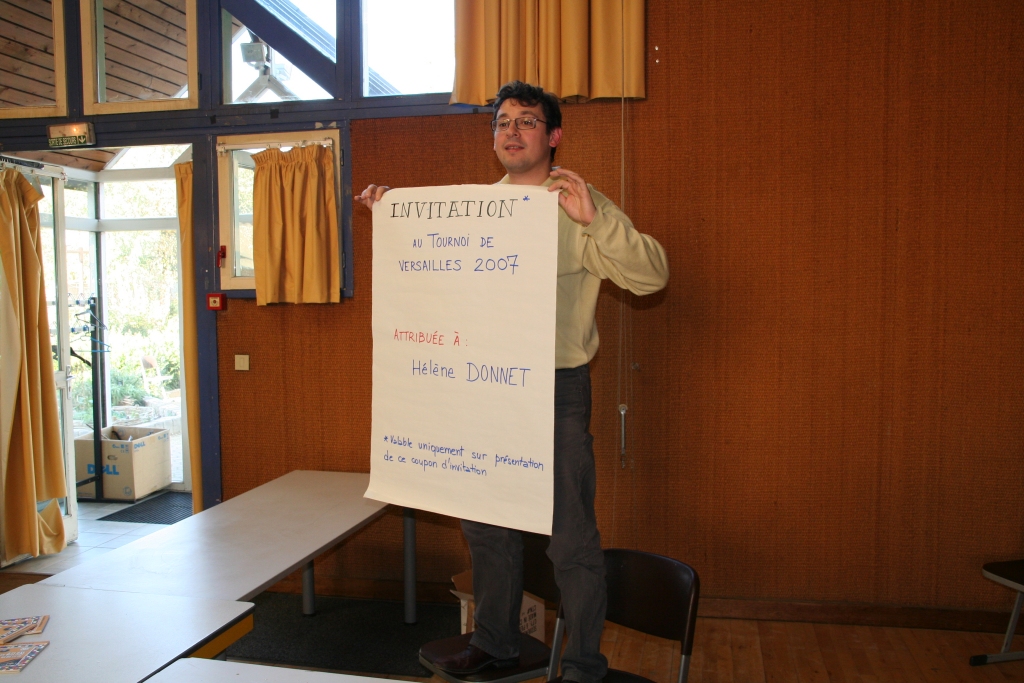 INVITATION *
AU TOURNOI DE
VERSAILLES 2007
ATTRIBUÉE À :
Hélène DONNET
* Valable uniquement sur présentation
de ce coupon d'invitation
DELL